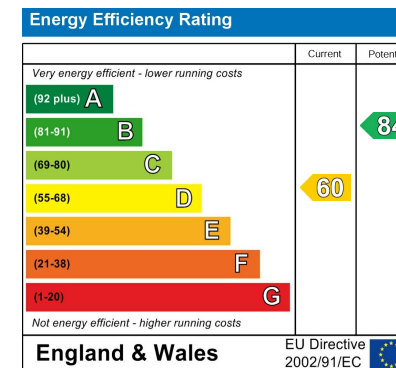 Energy Efficiency Rating
Current Potent
Very energy efficient - lower running costs
(92 plus) A
(81-91) B
84
(69-80) C
(55-68) D
60
(39-54) E
(21-38) F
(1-20) G
Not energy efficient - higher running costs
England & Wales
EU Directive
2002/91/EC